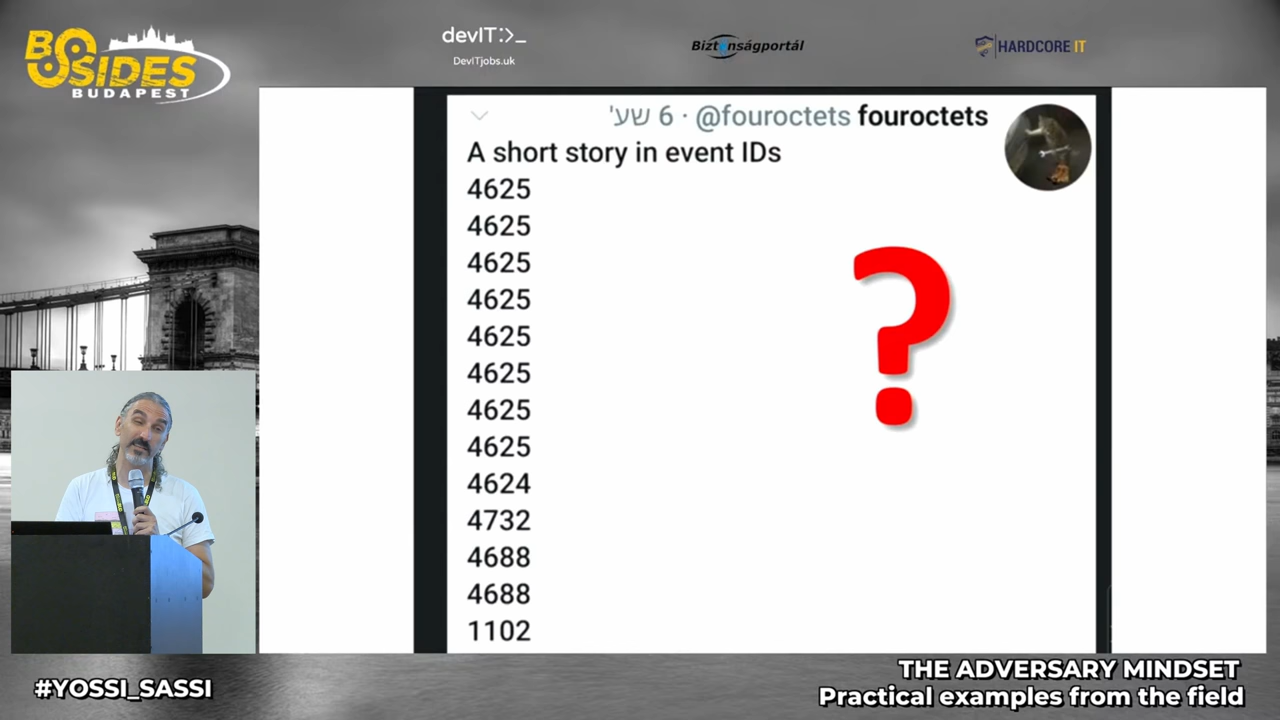 BSIDES
BUDAPEST
devIT:>_
DevITjobs.uk
Biztonságportál
HARDCORE IT
fouroctets @fouroctets · 6 שע'
A short story in event IDs
4625
4625
4625
4625
4625
4625
4625
4625
4624
4732
4688
4688
1102
?
#YOSSI_SASSI
THE ADVERSARY MINDSET
Practical examples from the field